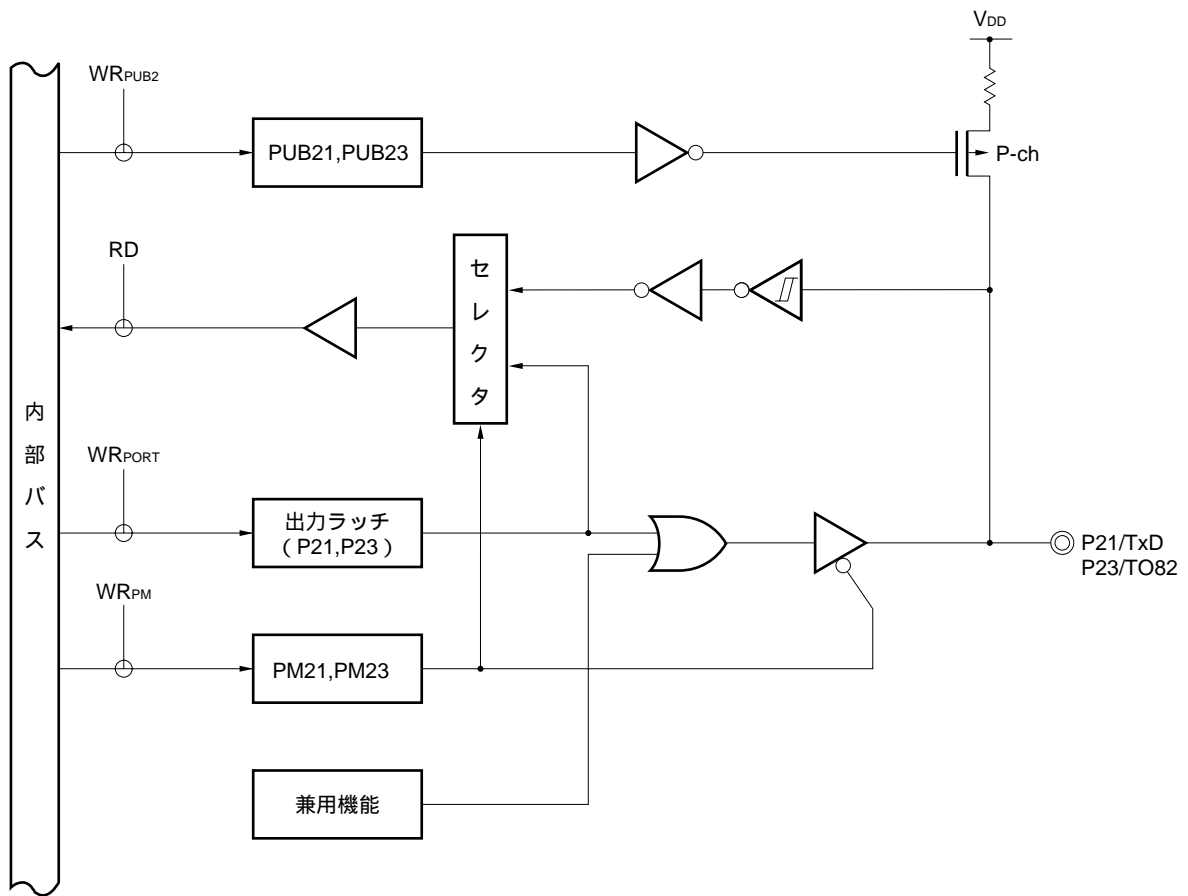 VDD
WRPUB2
PUB21,PUB23
P-ch
RD
セレクタ
内部バス
WRPORT
出力ラッチ
(P21,P23)
P21/TxD
P23/TO82
WRPM
PM21,PM23
兼用機能